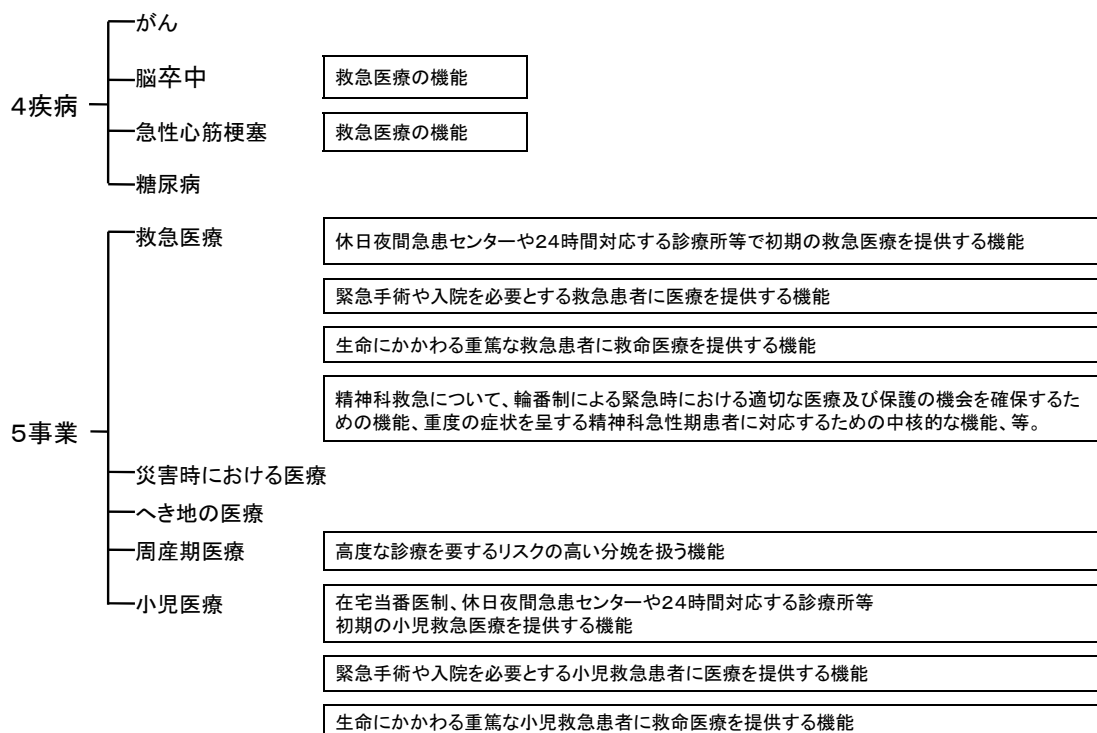 がん
脳卒中
救急医療の機能
4疾病
急性心筋梗塞
救急医療の機能
糖尿病
救急医療
休日夜間急患センターや24時間対応する診療所等で初期の救急医療を提供する機能
緊急手術や入院を必要とする救急患者に医療を提供する機能
生命にかかわる重篤な救急患者に救命医療を提供する機能
精神科救急について、輪番制による緊急時における適切な医療及び保護の機会を確保するた
めの機能、重度の症状を呈する精神科急性期患者に対応するための中核的な機能、等。
5事業
災害時における医療
へき地の医療
周産期医療
高度な診療を要するリスクの高い分娩を扱う機能
小児医療
在宅当番医制、休日夜間急患センターや24時間対応する診療所等
初期の小児救急医療を提供する機能
緊急手術や入院を必要とする小児救急患者に医療を提供する機能
生命にかかわる重篤な小児救急患者に救命医療を提供する機能